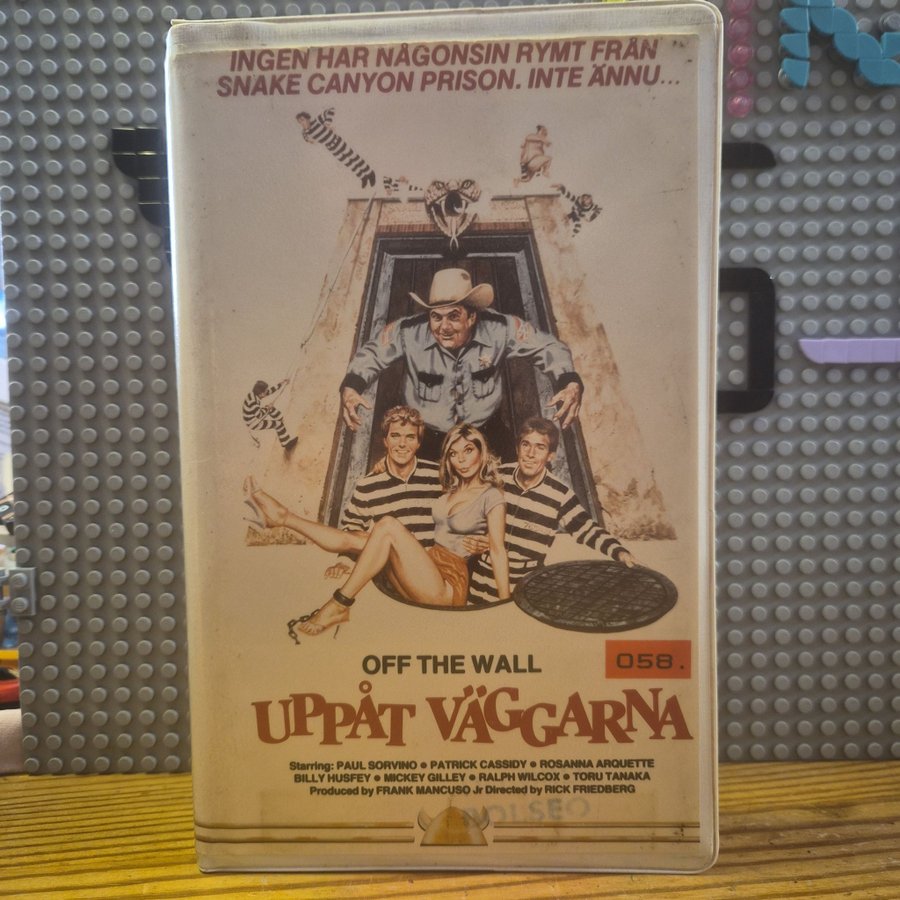 INGEN HAR NÅGONSIN RYMT FRÅN
SNAKE CANYON PRISON. INTE ÄNNU...
OFF THE WALL
058.
UPPÅT VÄGGARNA
Starring: PAUL SORVINO • PATRICK CASSIDY • ROSANNA ARQUETTE
BILLY HUSFEY • MICKEY GILLEY • RALPH WILCOX • TORU TANAKA
Produced by FRANK MANCUSO Jr Directed by RICK FRIEDBERG